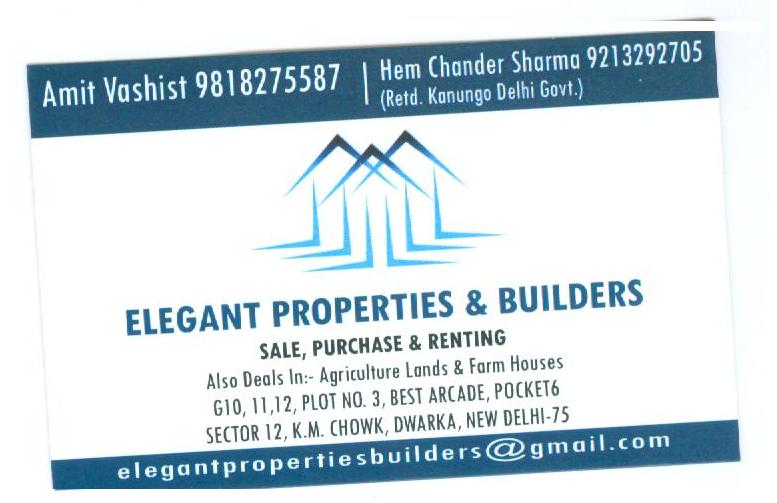 Amit Vashist 9818275587 | Hem Chander Sharma 9213292705
(Retd. Kanungo Delhi Govt.)
ELEGANT PROPERTIES & BUILDERS
SALE, PURCHASE & RENTING
Also Deals In:- Agriculture Lands & Farm Houses
G10, 11,12, PLOT NO. 3, BEST ARCADE, POCKET6
SECTOR 12, K.M. CHOWK, DWARKA, NEW DELHI-75
elegantpropertiesbuilders@gmail.com